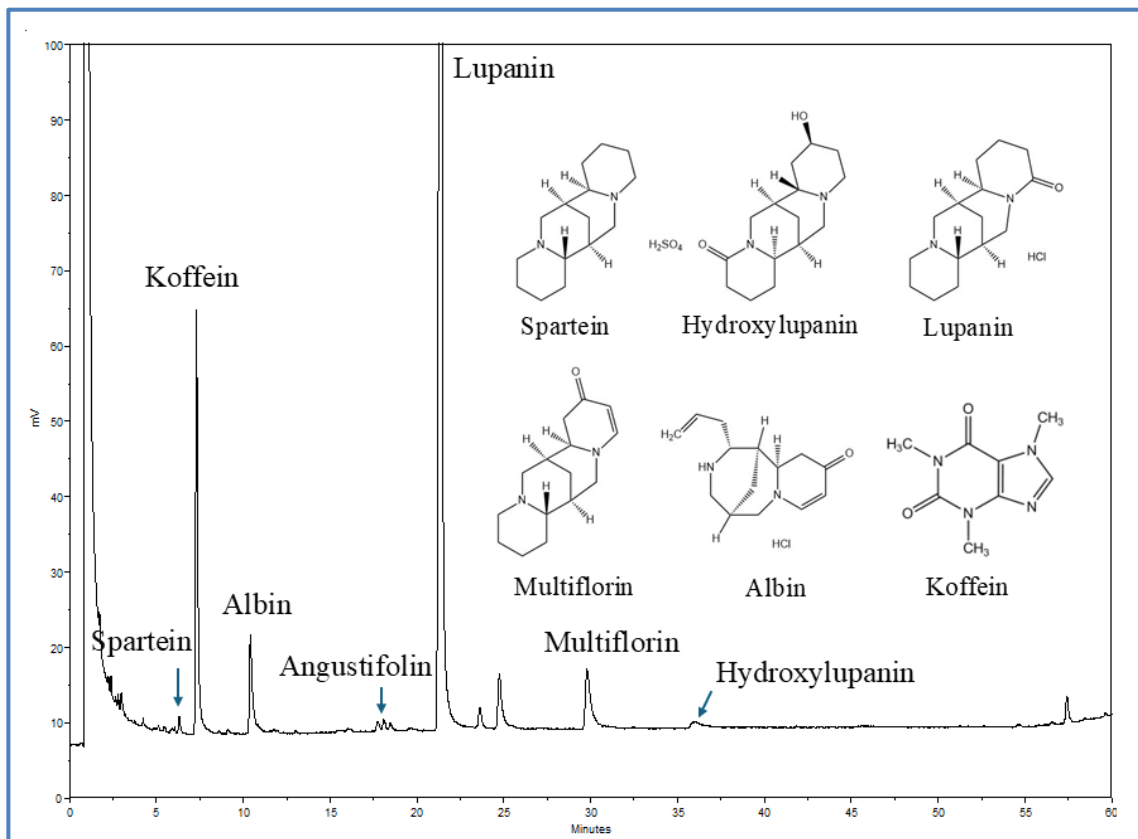 100
90
80
70
60
50
40
30
20
10
0
mV
0
5
10
15
20
25
30
35
40
45
50
55
60
Minutes
Lupanin
Koffein
Spartein
Albin
Angustifolin
Multiflorin
Hydroxylupanin
H
H
N
N
H
H
Spartein
HO
H
H
N
O
N
H
H
H₂SO₄
Hydroxylupanin
H
H
N
O
N
H
H
HCl
Lupanin
O
H
H
N
N
H
H
Multiflorin
H₂C
H
H
O
HN
N
H
HCl
Albin
O
CH₃
H₃C
N
N
O
N
N
CH₃
Koffein